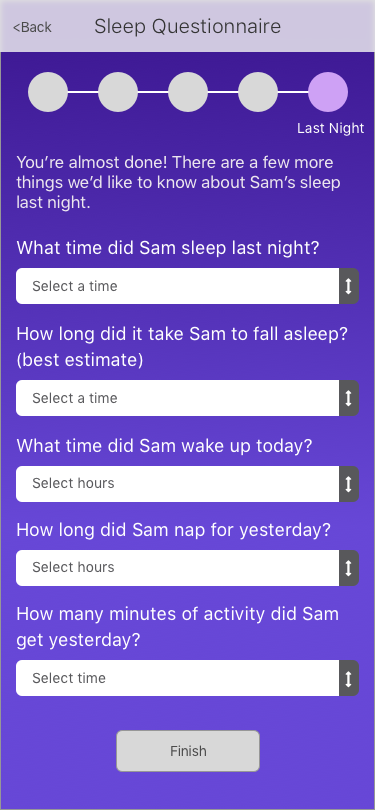 <Back
Sleep Questionnaire
Last Night
You’re almost done! There are a few more
things we’d like to know about Sam’s sleep
last night.
What time did Sam sleep last night?
Select a time
How long did it take Sam to fall asleep?
(best estimate)
Select a time
What time did Sam wake up today?
Select hours
How long did Sam nap for yesterday?
Select hours
How many minutes of activity did Sam
get yesterday?
Select time
Finish